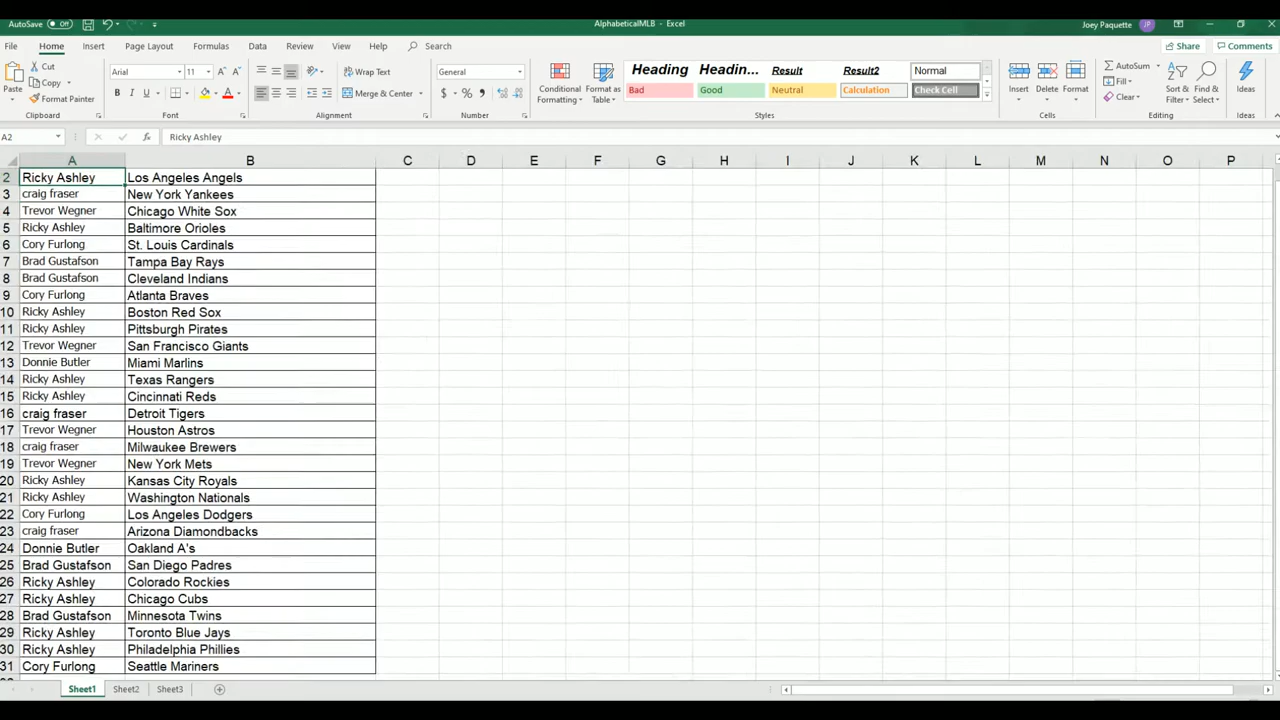 AutoSave Off
AlphabeticalMLB - Excel
Joey Paquette JP
File Home Insert Page Layout Formulas Data Review View Help Search
Share Comments
Paste
Cut
Copy
Format Painter
Clipboard
Arial 11
B I U
Font
Wrap Text
Merge & Center
Alignment
General
$ % 9
Number
Conditional Formatting
Format as Table
Heading Headin... Result Result2 Normal
Bad Good Neutral Calculation Check Cell
Styles
Insert Delete Format
Cells
AutoSum
Fill
Clear
Sort & Filter
Find & Select
Editing
Ideas
Ideas
A2 fx Ricky Ashley
A B C D E F G H I J K L M N O P
2 Ricky Ashley Los Angeles Angels
3 craig fraser New York Yankees
4 Trevor Wegner Chicago White Sox
5 Ricky Ashley Baltimore Orioles
6 Cory Furlong St. Louis Cardinals
7 Brad Gustafson Tampa Bay Rays
8 Brad Gustafson Cleveland Indians
9 Cory Furlong Atlanta Braves
10 Ricky Ashley Boston Red Sox
11 Ricky Ashley Pittsburgh Pirates
12 Trevor Wegner San Francisco Giants
13 Donnie Butler Miami Marlins
14 Ricky Ashley Texas Rangers
15 Ricky Ashley Cincinnati Reds
16 craig fraser Detroit Tigers
17 Trevor Wegner Houston Astros
18 craig fraser Milwaukee Brewers
19 Trevor Wegner New York Mets
20 Ricky Ashley Kansas City Royals
21 Ricky Ashley Washington Nationals
22 Cory Furlong Los Angeles Dodgers
23 craig fraser Arizona Diamondbacks
24 Donnie Butler Oakland A's
25 Brad Gustafson San Diego Padres
26 Ricky Ashley Colorado Rockies
27 Ricky Ashley Chicago Cubs
28 Brad Gustafson Minnesota Twins
29 Ricky Ashley Toronto Blue Jays
30 Ricky Ashley Philadelphia Phillies
31 Cory Furlong Seattle Mariners
Sheet1 Sheet2 Sheet3